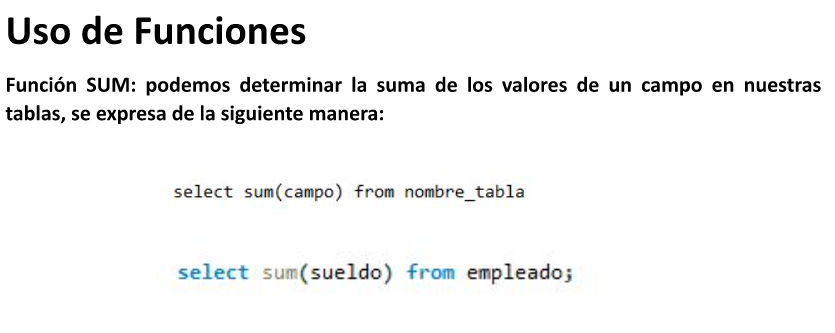 Uso de Funciones
Función SUM: podemos determinar la suma de los valores de un campo en nuestras
tablas, se expresa de la siguiente manera:
select sum(campo) from nombre_tabla
select sum(sueldo) from empleado;